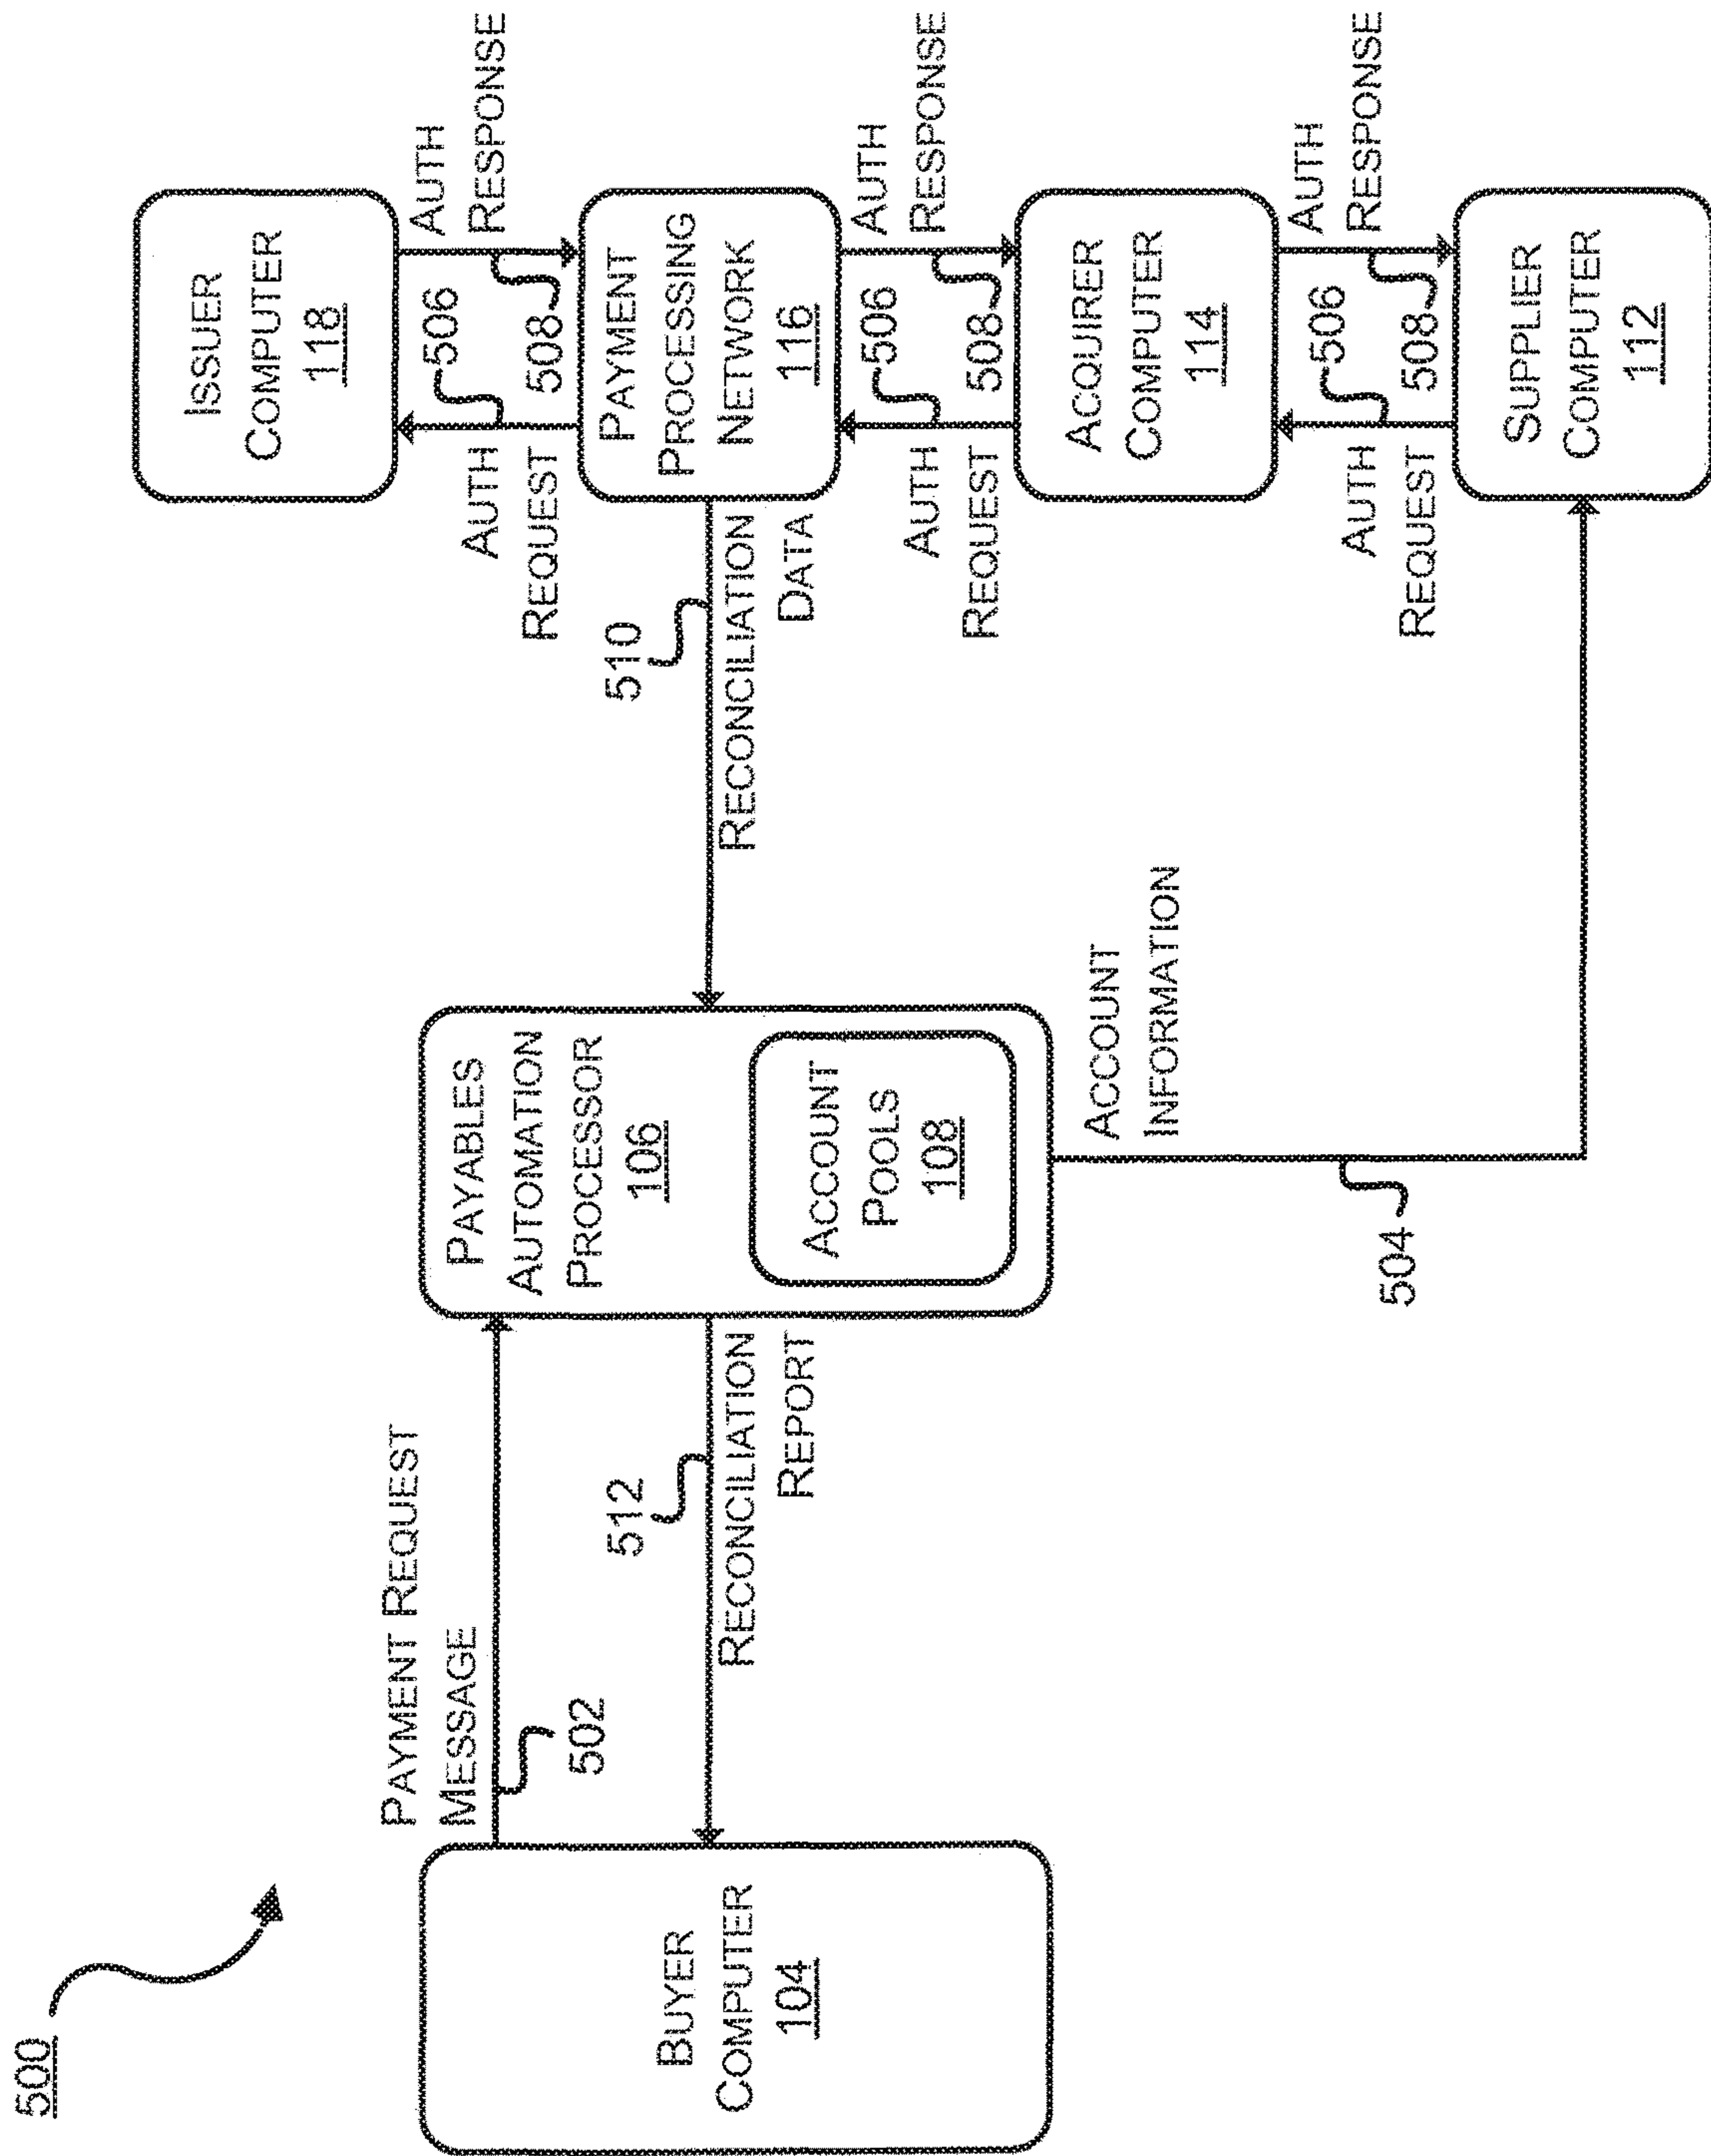 500
BUYER
COMPUTER
104
PAYMENT REQUEST
MESSAGE
502
512
RECONCILIATION
REPORT
PAYABLES
AUTOMATION
PROCESSOR
106
ACCOUNT
POOLS
108
504
ACCOUNT
INFORMATION
510
RECONCILIATION
DATA
ISSUER
COMPUTER
118
AUTH
REQUEST
506
508
AUTH
RESPONSE
PAYMENT
PROCESSING
NETWORK
116
AUTH
REQUEST
506
508
AUTH
RESPONSE
ACQUIRER
COMPUTER
114
AUTH
REQUEST
506
508
AUTH
RESPONSE
SUPPLIER
COMPUTER
112